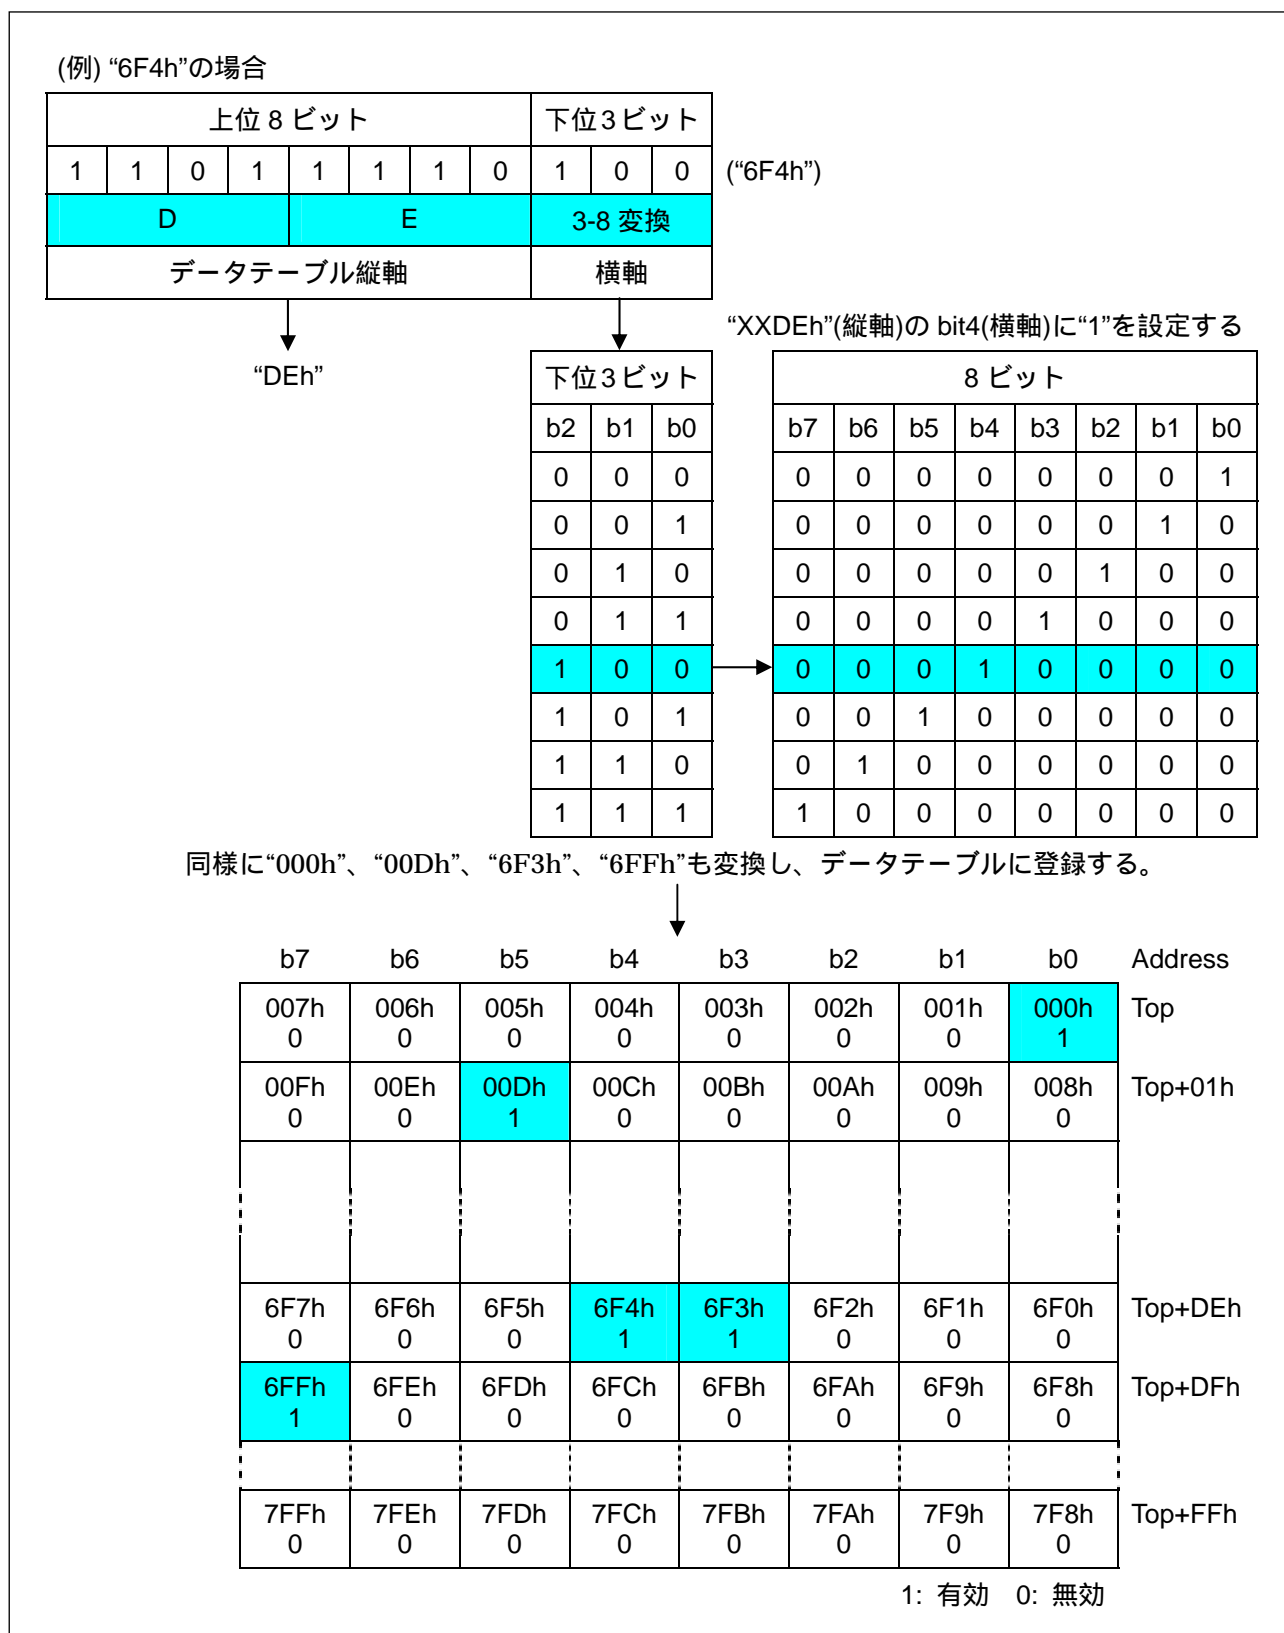 (例) “6F4h”の場合
上位 8 ビット 下位 3 ビット
1 1 0 1 1 1 1 0 1 0 0 (“6F4h”)
D E 3-8 変換
データテーブル縦軸 横軸
“XXDEh”(縦軸)の bit4(横軸)に“1”を設定する
“DEh” 下位 3 ビット 8 ビット
b2 b1 b0 b7 b6 b5 b4 b3 b2 b1 b0
0 0 0 0 0 0 0 0 0 0 1
0 0 1 0 0 0 0 0 0 1 0
0 1 0 0 0 0 0 0 1 0 0
0 1 1 0 0 0 0 1 0 0 0
1 0 0 0 0 0 1 0 0 0 0
1 0 1 0 0 1 0 0 0 0 0
1 1 0 0 1 0 0 0 0 0 0
1 1 1 1 0 0 0 0 0 0 0
同様に“000h”、“00Dh”、“6F3h”、“6FFh”も変換し、データテーブルに登録する。
b7 b6 b5 b4 b3 b2 b1 b0 Address
007h 006h 005h 004h 003h 002h 001h 000h Top
0 0 0 0 0 0 0 1
00Fh 00Eh 00Dh 00Ch 00Bh 00Ah 009h 008h Top+01h
0 0 1 0 0 0 0 0
6F7h 6F6h 6F5h 6F4h 6F3h 6F2h 6F1h 6F0h Top+DEh
0 0 0 1 1 0 0 0
6FFh 6FEh 6FDh 6FCh 6FBh 6FAh 6F9h 6F8h Top+DFh
1 0 0 0 0 0 0 0
7FFh 7FEh 7FDh 7FCh 7FBh 7FAh 7F9h 7F8h Top+FFh
0 0 0 0 0 0 0 0
1: 有効 0: 無効